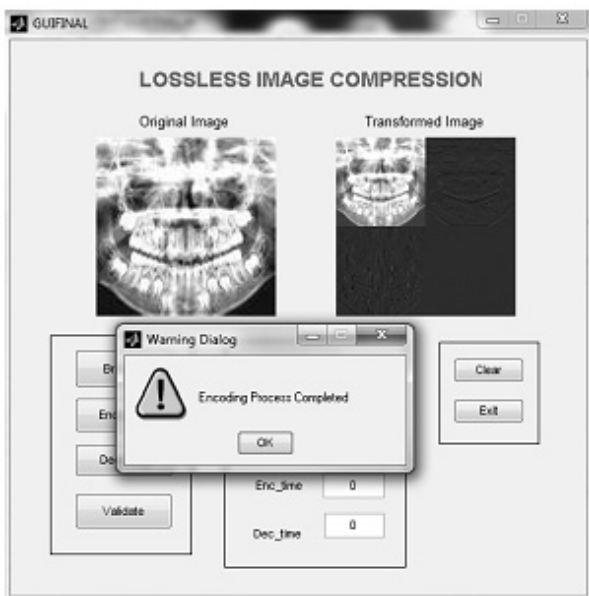 GUIFINAL
LOSSLESS IMAGE COMPRESSION
Original Image
Transformed Image
Warning Dialog
Encoding Process Completed
OK
Clear
Exit
Validate
Enc_time
0
Dec_time
0